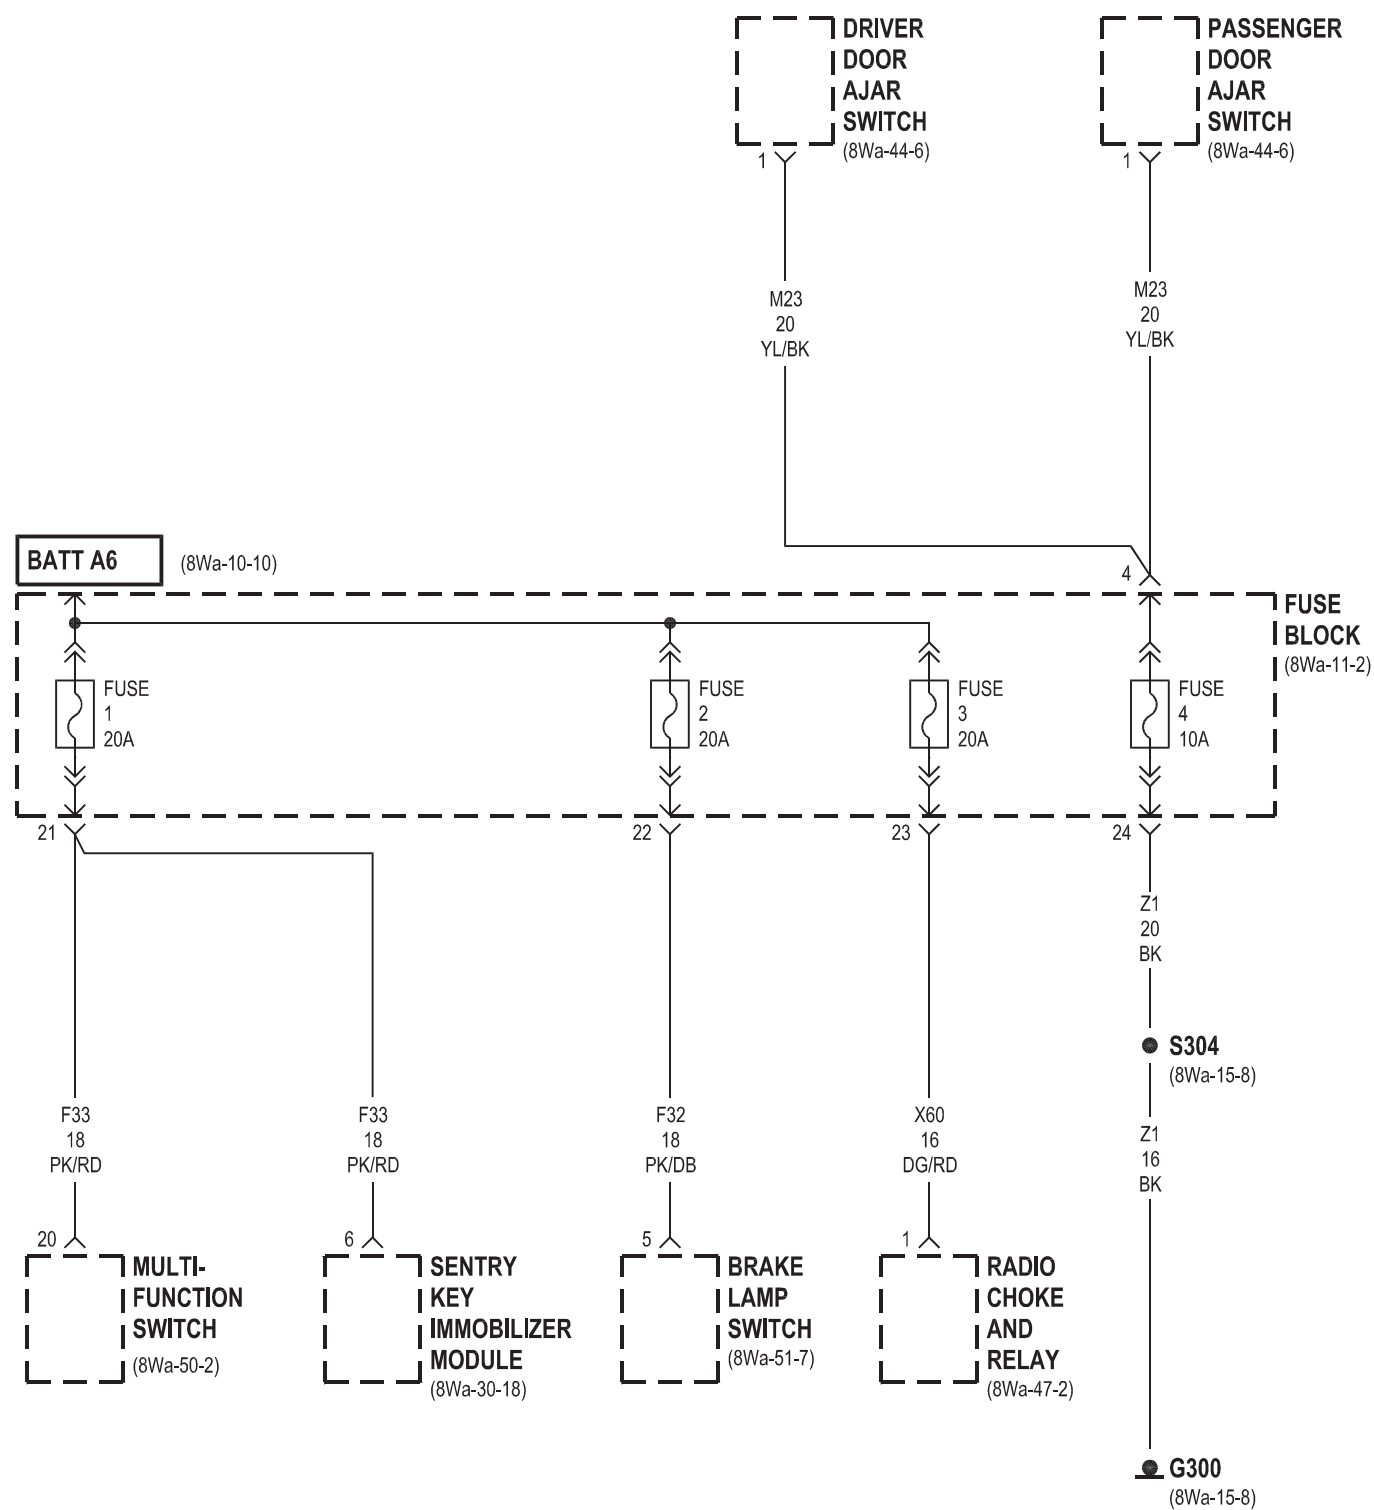 DRIVER
DOOR
AJAR
SWITCH
(8Wa-44-6)
1
PASSENGER
DOOR
AJAR
SWITCH
(8Wa-44-6)
1
M23
20
YL/BK
M23
20
YL/BK
BATT A6
(8Wa-10-10)
4
FUSE
BLOCK
(8Wa-11-2)
FUSE
1
20A
FUSE
2
20A
FUSE
3
20A
FUSE
4
10A
21
22
23
24
Z1
20
BK
S304
(8Wa-15-8)
F33
18
PK/RD
F33
18
PK/RD
F32
18
PK/DB
X60
16
DG/RD
Z1
16
BK
20
MULTI-
FUNCTION
SWITCH
(8Wa-50-2)
6
SENTRY
KEY
IMMOBILIZER
MODULE
(8Wa-30-18)
5
BRAKE
LAMP
SWITCH
(8Wa-51-7)
1
RADIO
CHOKE
AND
RELAY
(8Wa-47-2)
G300
(8Wa-15-8)